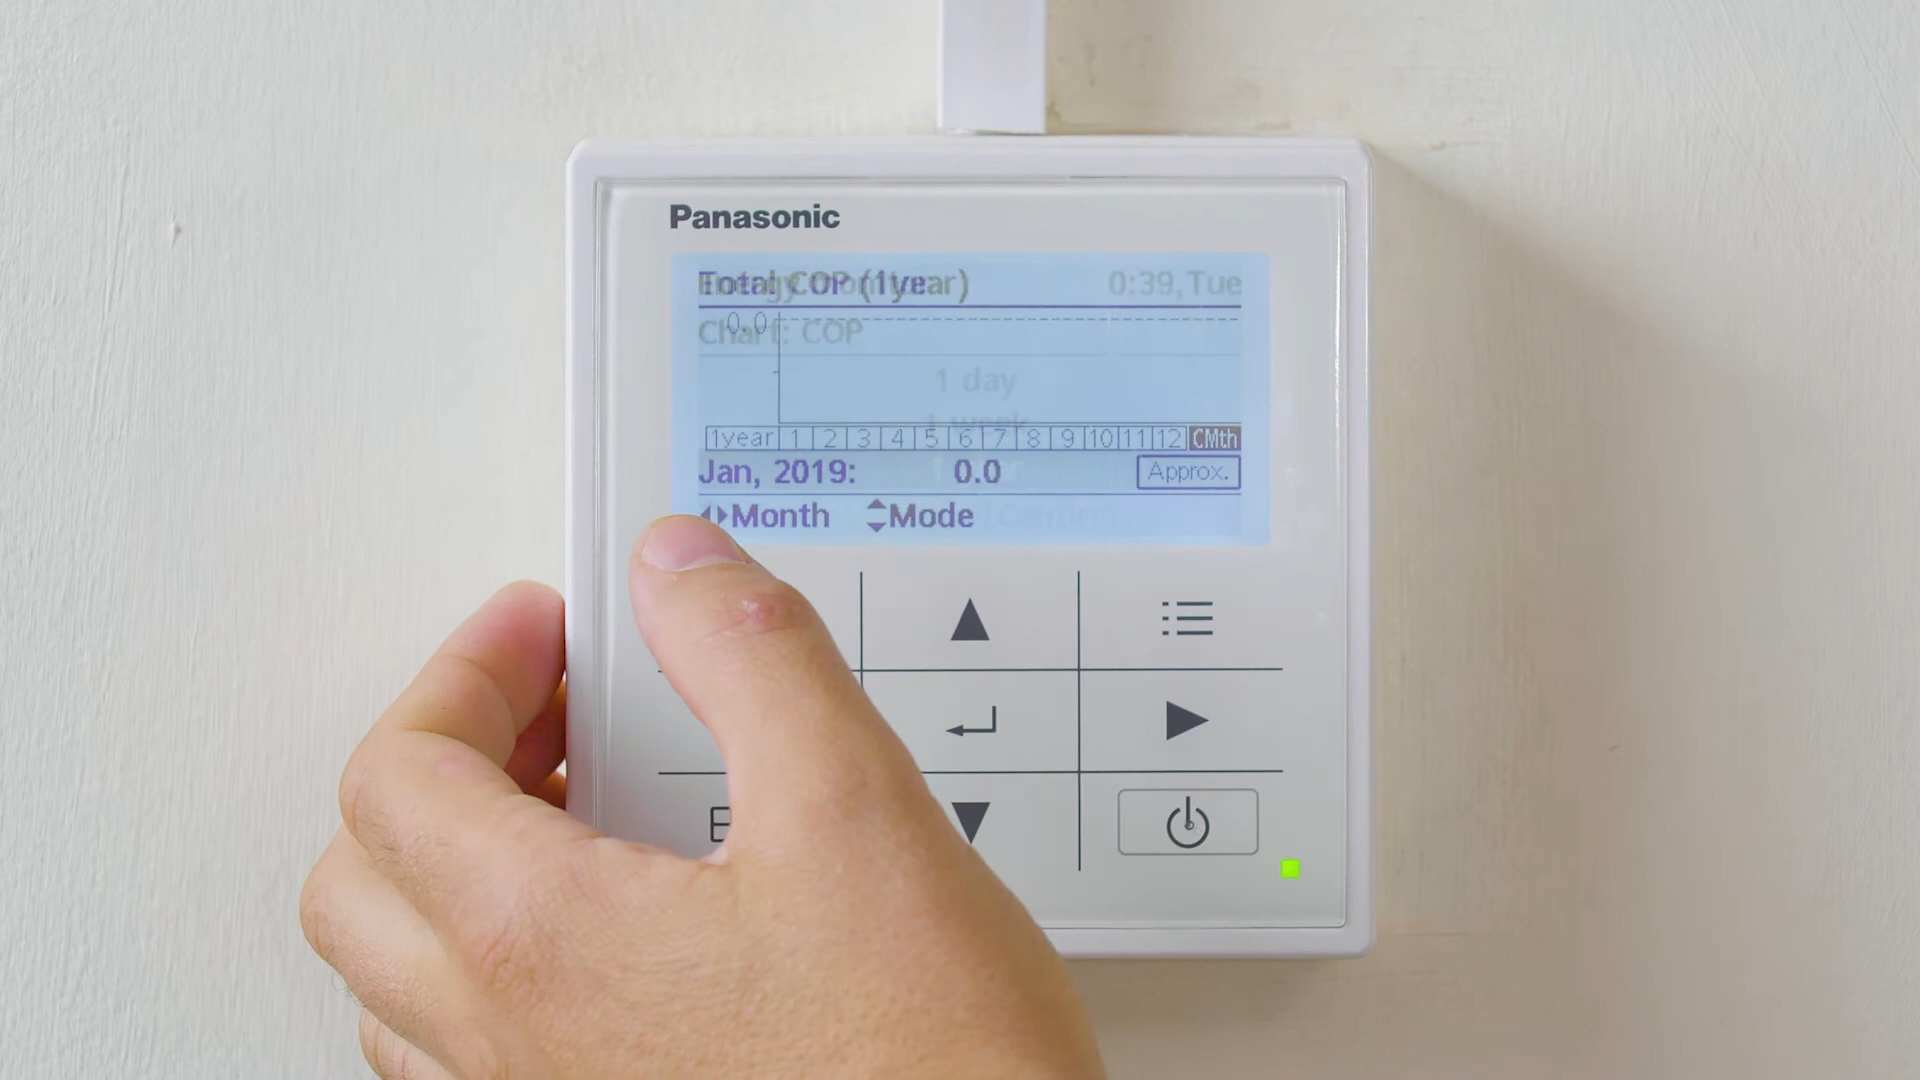 Panasonic
Total COP (1year)
Energy monitor 0:39, Tue
0.0
Chart: COP
1 day
1 week
1year 1 2 3 4 5 6 7 8 9 10 11 12 CMth
Jan, 2019: 0.0 Approx.
Month Mode Confirm